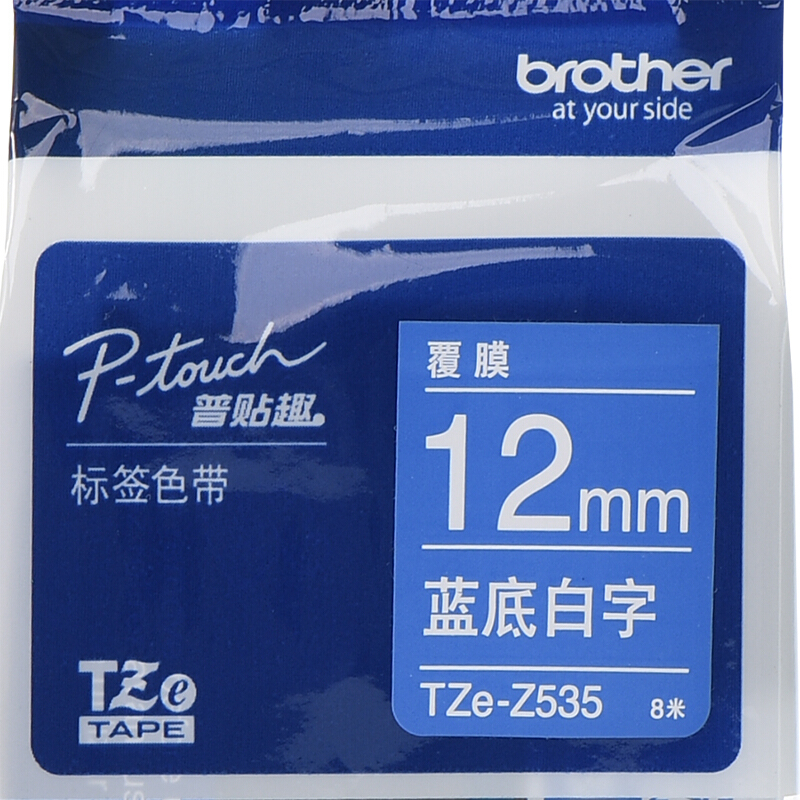 brother
at your side
P-touch
普贴趣
标签色带
TZe
TAPE
覆膜
12mm
蓝底白字
TZe-Z535 8米